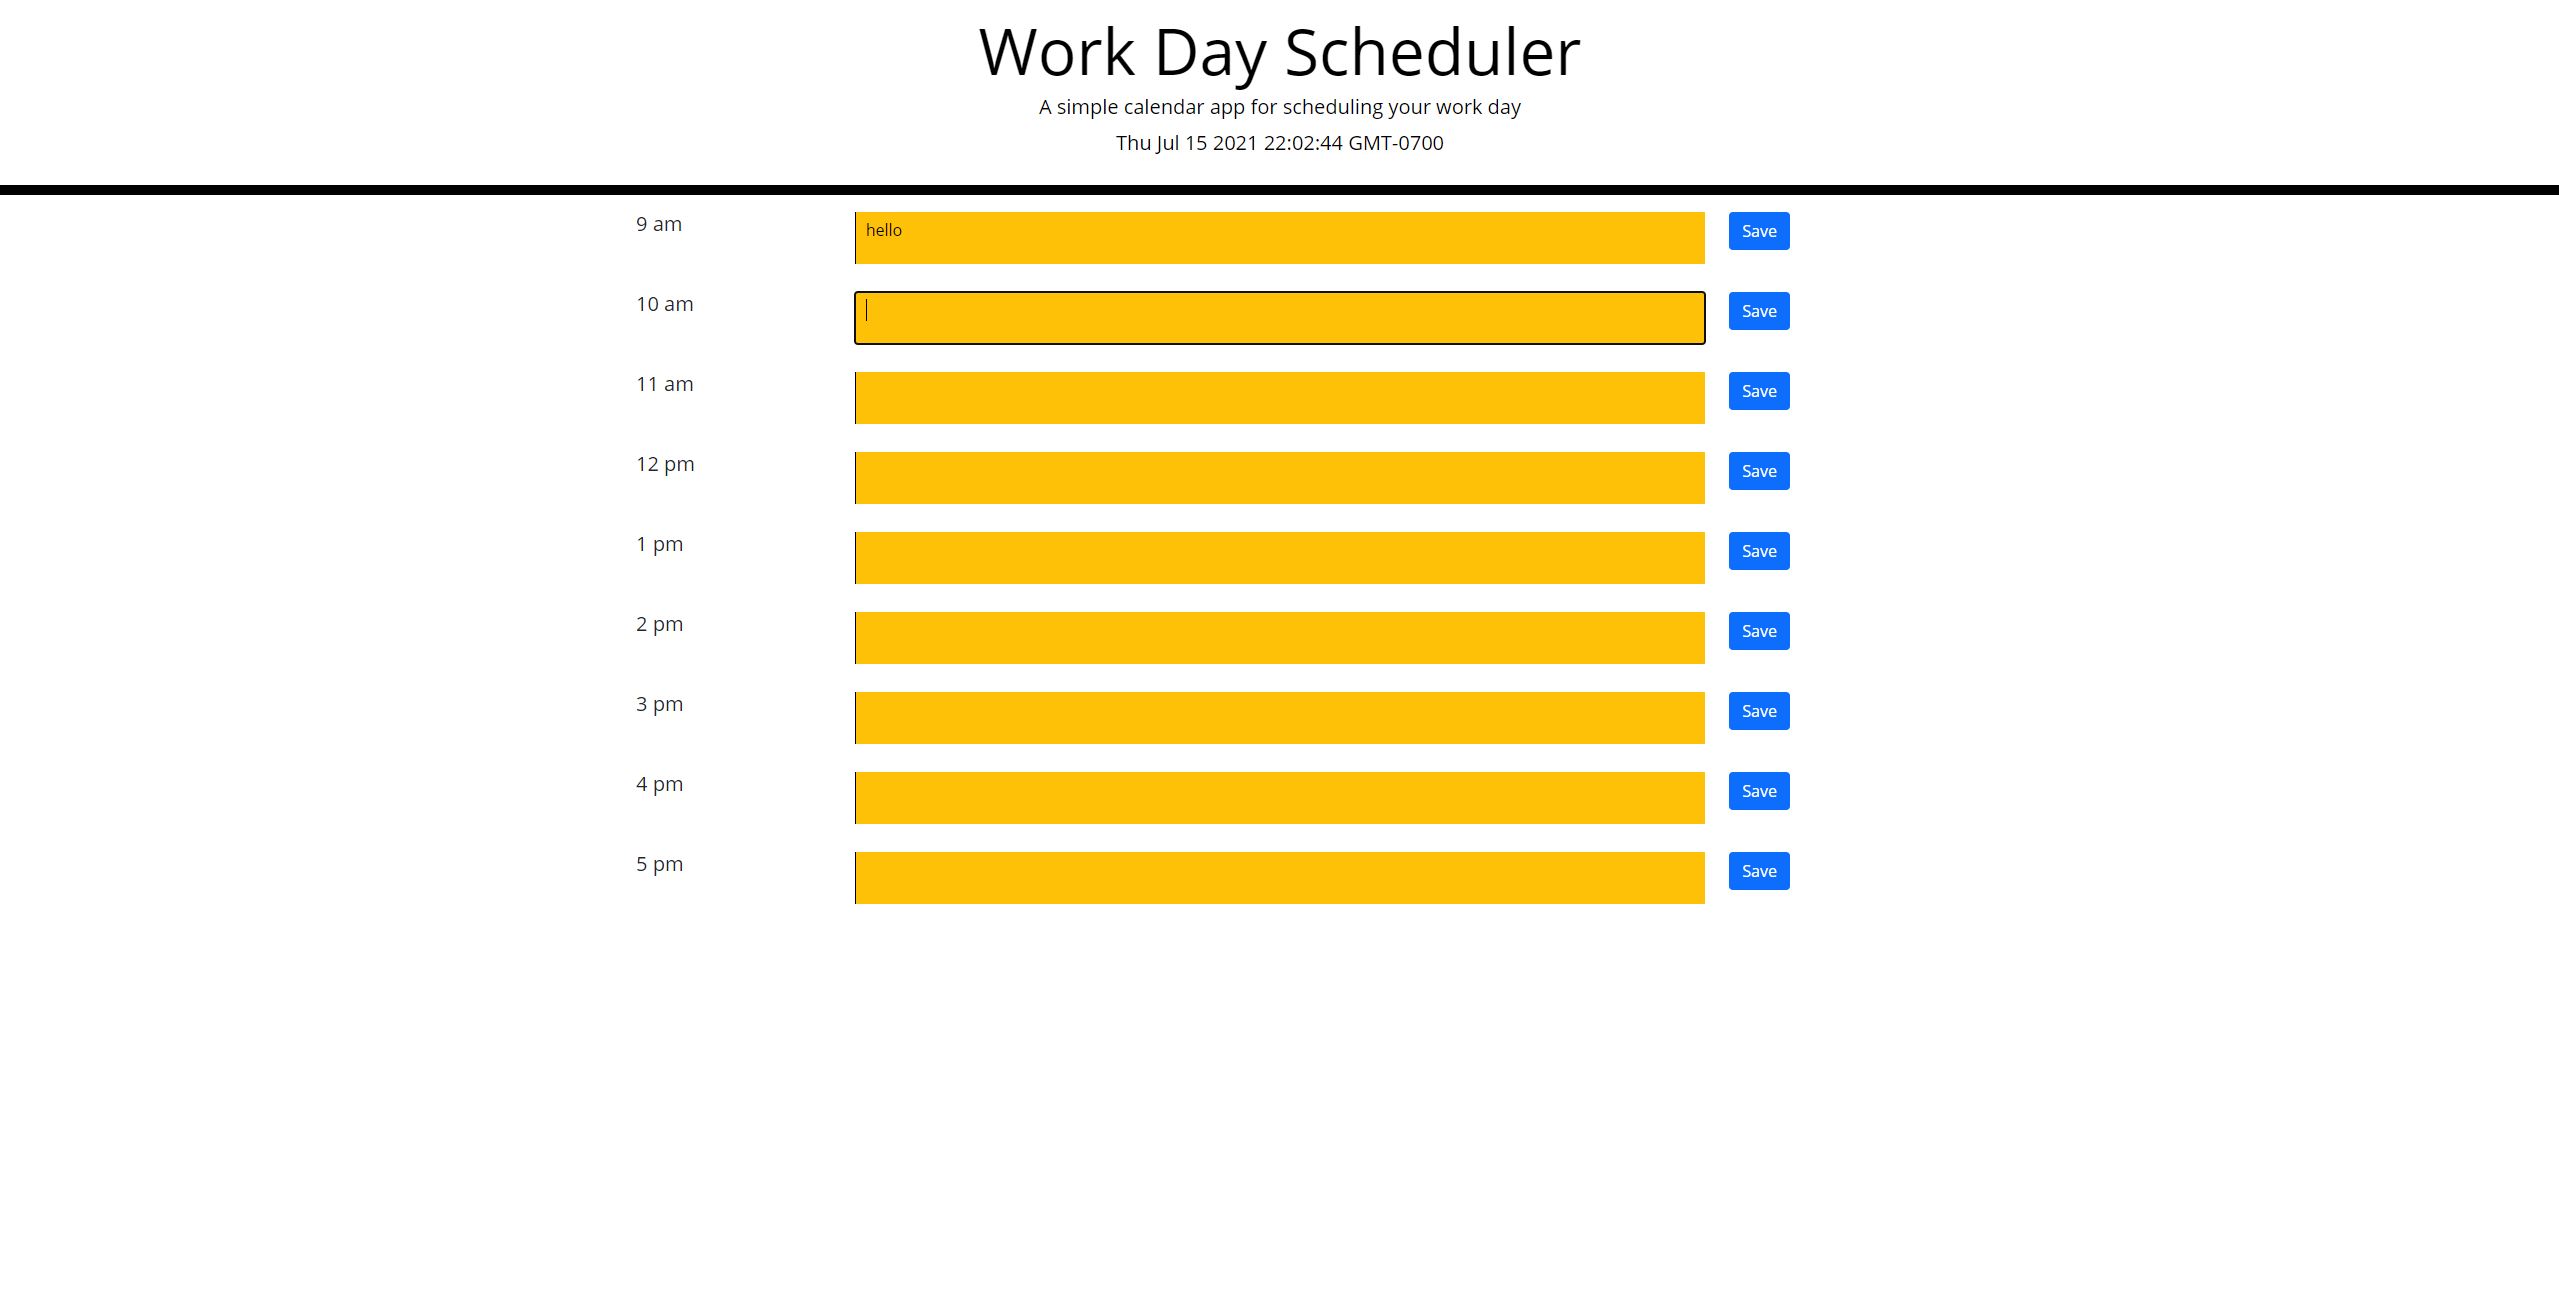 Work Day Scheduler
A simple calendar app for scheduling your work day
Thu Jul 15 2021 22:02:44 GMT-0700
9 am hello Save
10 am Save
11 am Save
12 pm Save
1 pm Save
2 pm Save
3 pm Save
4 pm Save
5 pm Save